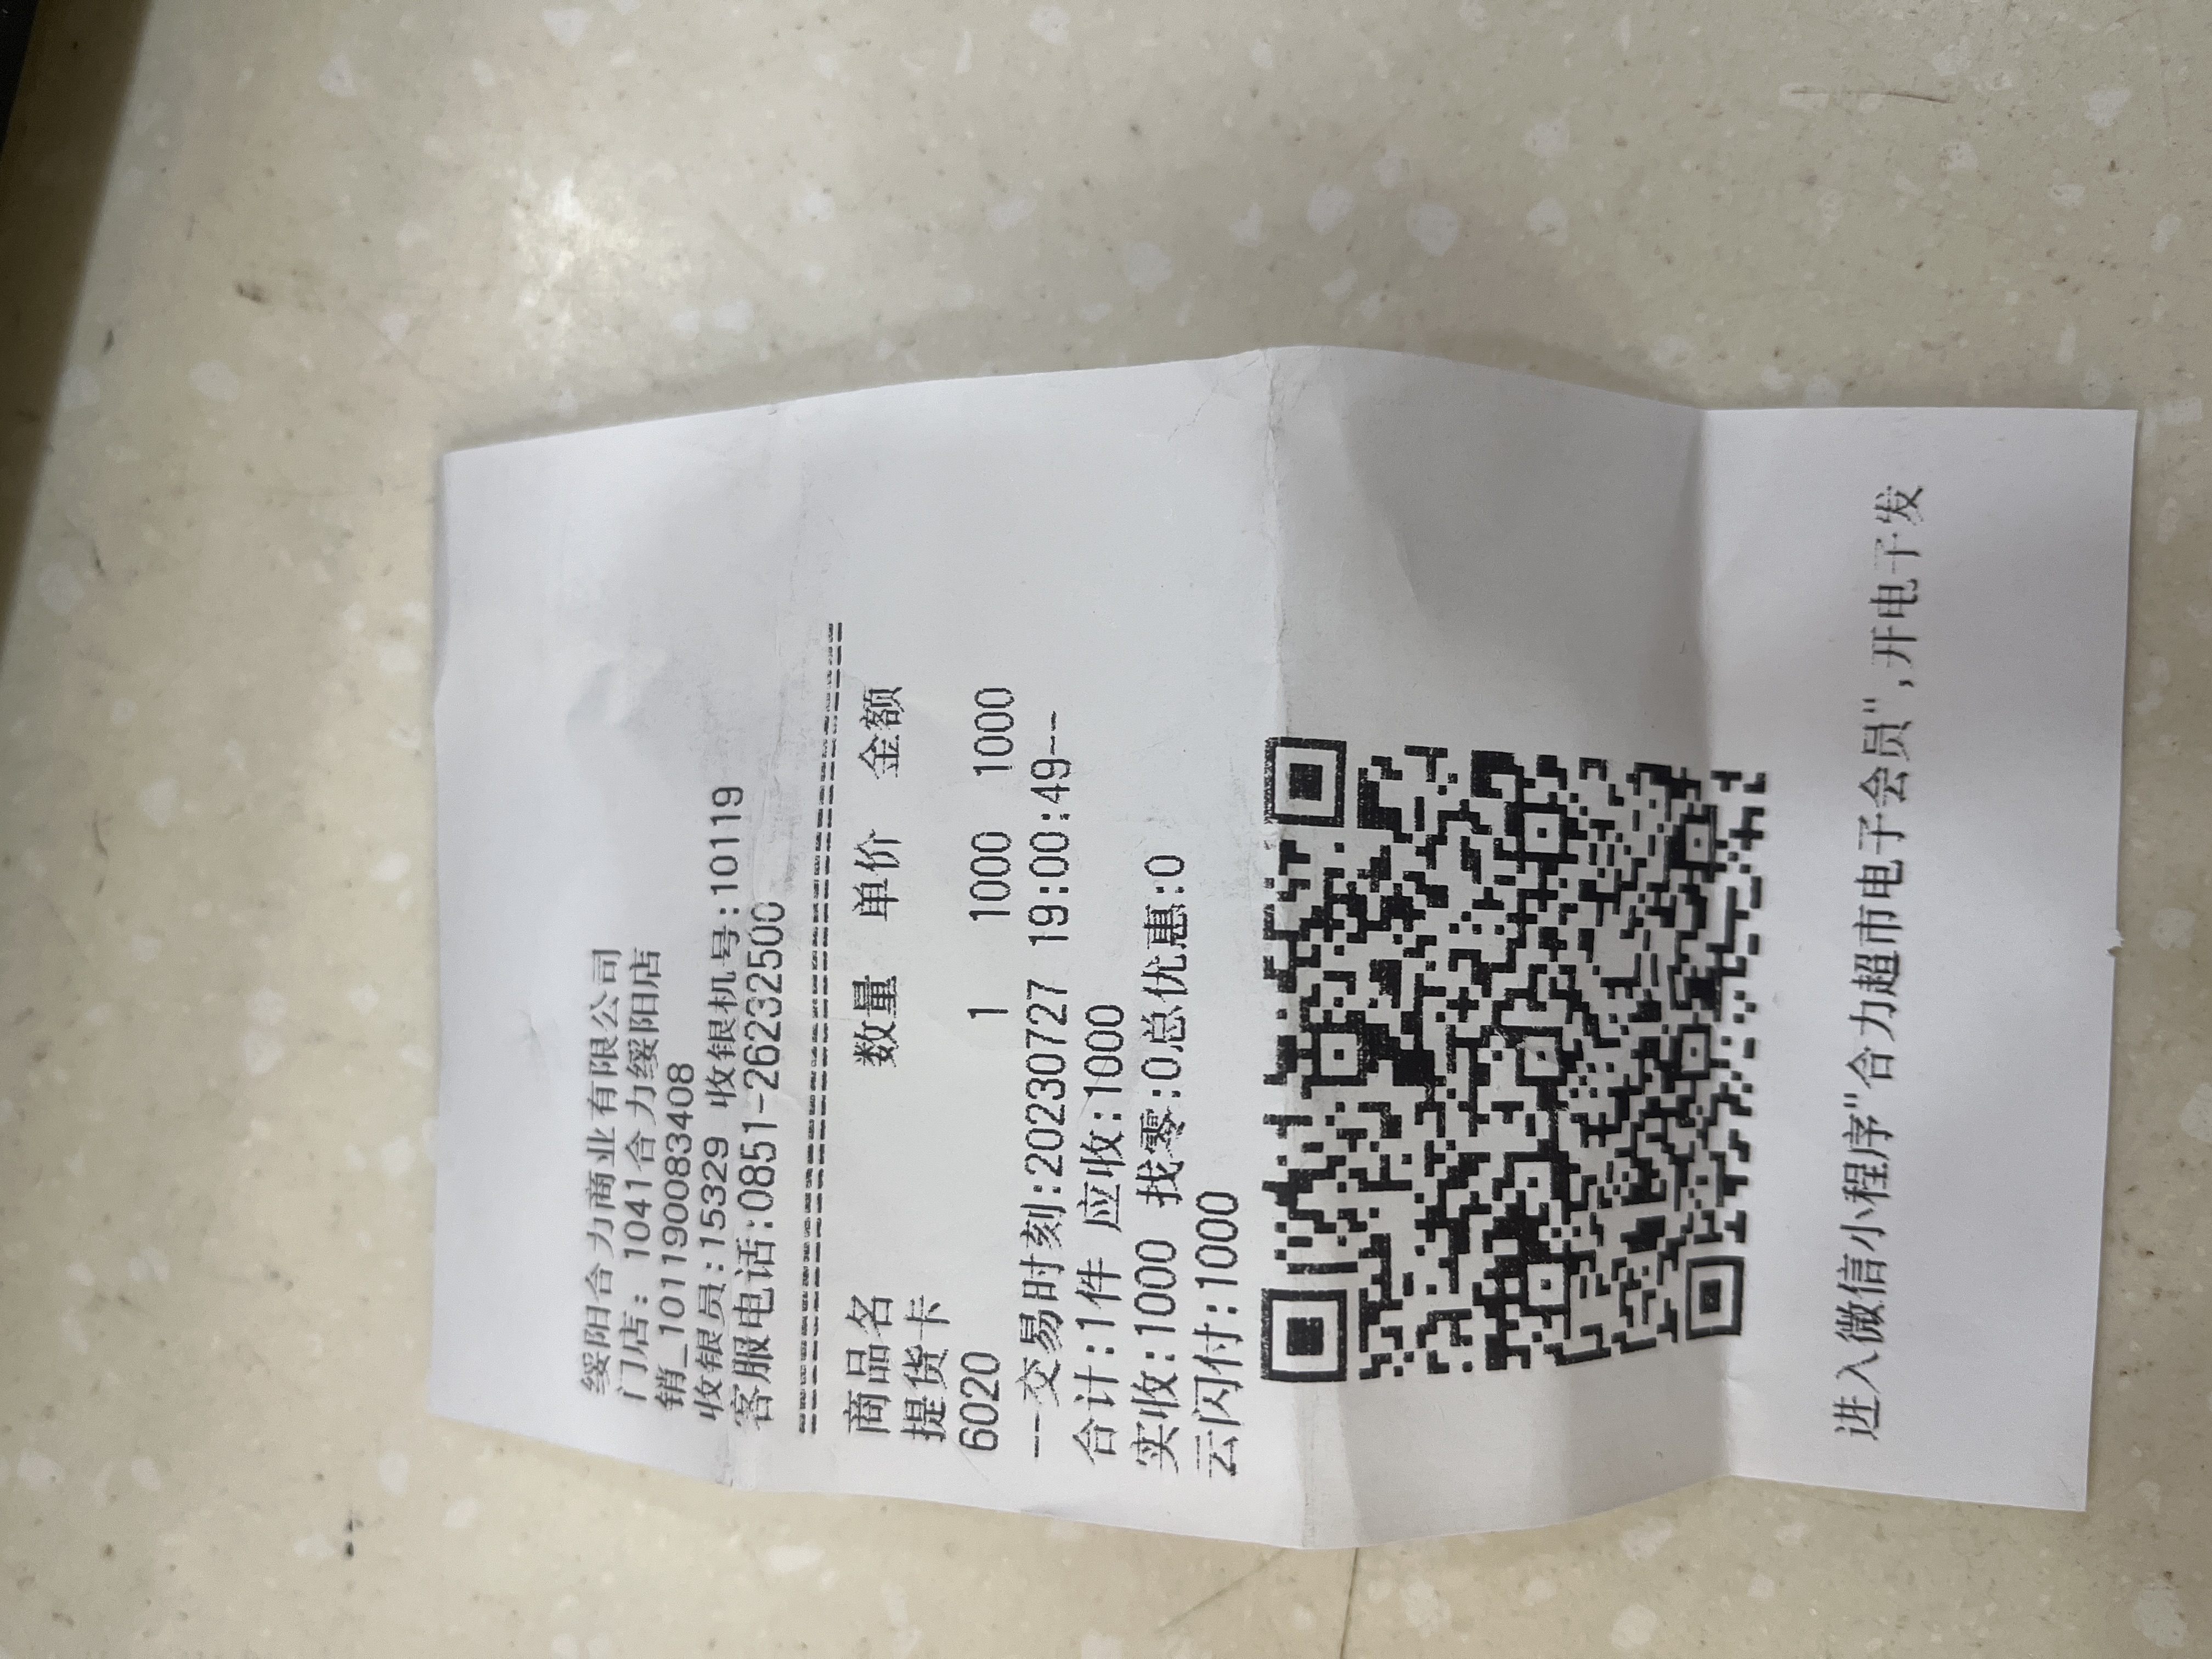 绥阳合力商业有限公司
门店：1041合力绥阳店
销_1011900083408
收银员:15329 收银机号:10119
客服电话:0851-26232500
商品名 数量 单价 金额
提货卡
6020 1 1000 1000
--交易时刻:20230727 19:00:49--
合计:1件 应收:1000
实收:1000 找零:0总优惠:0
云闪付:1000
进入微信小程序"合力超市电子会员",开电子发